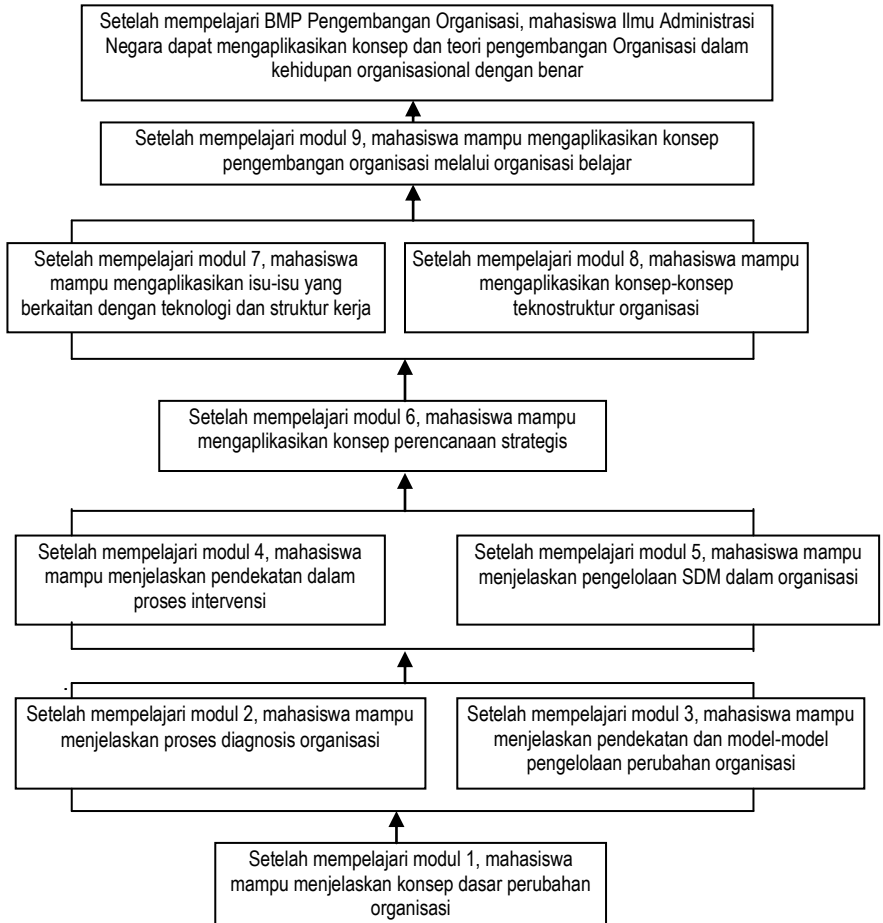 Setelah mempelajari BMP Pengembangan Organisasi, mahasiswa Ilmu Administrasi
Negara dapat mengaplikasikan konsep dan teori pengembangan Organisasi dalam
kehidupan organisasional dengan benar
Setelah mempelajari modul 9, mahasiswa mampu mengaplikasikan konsep
pengembangan organisasi melalui organisasi belajar
Setelah mempelajari modul 7, mahasiswa
mampu mengaplikasikan isu-isu yang
berkaitan dengan teknologi dan struktur kerja
Setelah mempelajari modul 8, mahasiswa mampu
mengaplikasikan konsep-konsep
teknostruktur organisasi
Setelah mempelajari modul 6, mahasiswa mampu
mengaplikasikan konsep perencanaan strategis
Setelah mempelajari modul 4, mahasiswa
mampu menjelaskan pendekatan dalam
proses intervensi
Setelah mempelajari modul 5, mahasiswa mampu
menjelaskan pengelolaan SDM dalam organisasi
Setelah mempelajari modul 2, mahasiswa mampu
menjelaskan proses diagnosis organisasi
Setelah mempelajari modul 3, mahasiswa mampu
menjelaskan pendekatan dan model-model
pengelolaan perubahan organisasi
Setelah mempelajari modul 1, mahasiswa
mampu menjelaskan konsep dasar perubahan
organisasi